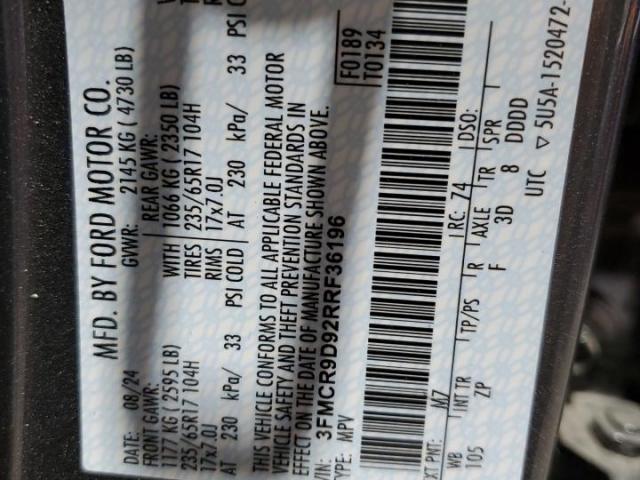 MFD. BY FORD MOTOR CO.
DATE: 08/24 GVWR: 2145 KG ( 4730 LB)
FRONT GAWR: REAR GAWR:
1177 KG ( 2595 LB) WITH 1066 KG ( 2350 LB)
235/65R17 104H TIRES 235/65R17 104H
17x7.0J RIMS 17x7.0J
AT 230 kPa/ 33 PSI COLD AT 230 kPa/ 33 PSI
THIS VEHICLE CONFORMS TO ALL APPLICABLE FEDERAL MOTOR
VEHICLE SAFETY AND THEFT PREVENTION STANDARDS IN
EFFECT ON THE DATE OF MANUFACTURE SHOWN ABOVE.
VIN: 3FMCR9D92RRF36196 F0189
TYPE: MPV T0134
EXT PNT: M7 RC: 74 DSO:
WB INT TR TP/PS R AXLE TR SPR
105 ZP F 3D 8 DDDD
UTC ▽ 5U5A-1520472-